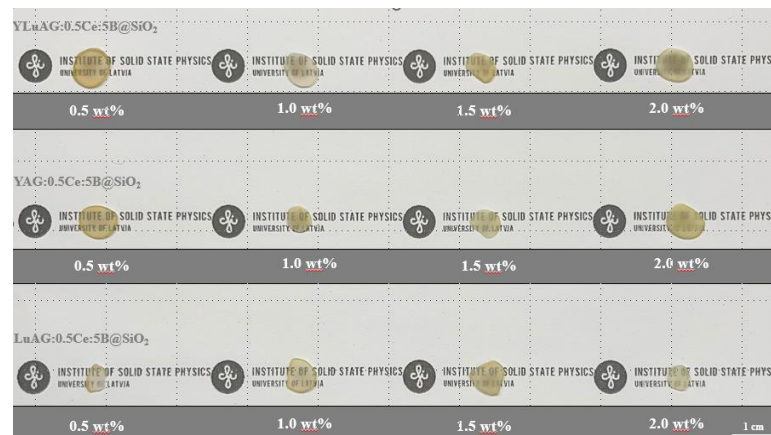 YLuAG:0.5Ce:5B@SiO₂
INSTITUTE OF SOLID STATE PHYSICS INSTITUTE OF SOLID STATE PHYSICS INSTITUTE OF SOLID STATE PHYSICS INSTITUTE OF SOLID STATE PHYS
UNIVERSITY OF LATVIA UNIVERSITY OF LATVIA UNIVERSITY OF LATVIA UNIVERSITY OF LATVIA
0.5 wt% 1.0 wt% 1.5 wt% 2.0 wt%
YAG:0.5Ce:5B@SiO₂
INSTITUTE OF SOLID STATE PHYSICS INSTITUTE OF SOLID STATE PHYSICS INSTITUTE OF SOLID STATE PHYSICS INSTITUTE OF SOLID STATE PHYS
UNIVERSITY OF LATVIA UNIVERSITY OF LATVIA UNIVERSITY OF LATVIA UNIVERSITY OF LATVIA
0.5 wt% 1.0 wt% 1.5 wt% 2.0 wt%
LuAG:0.5Ce:5B@SiO₂
INSTITUTE OF SOLID STATE PHYSICS INSTITUTE OF SOLID STATE PHYSICS INSTITUTE OF SOLID STATE PHYSICS INSTITUTE OF SOLID STATE PHYS
UNIVERSITY OF LATVIA UNIVERSITY OF LATVIA UNIVERSITY OF LATVIA UNIVERSITY OF LATVIA
0.5 wt% 1.0 wt% 1.5 wt% 2.0 wt% 1 cm